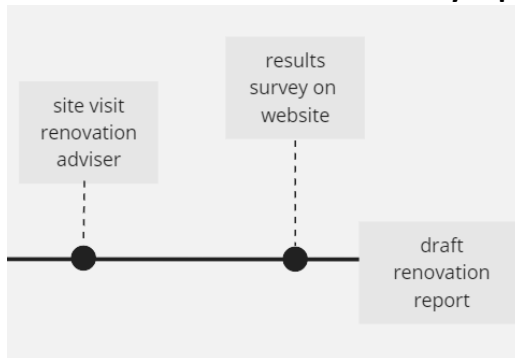 site visit
renovation
adviser
results
survey on
website
draft
renovation
report